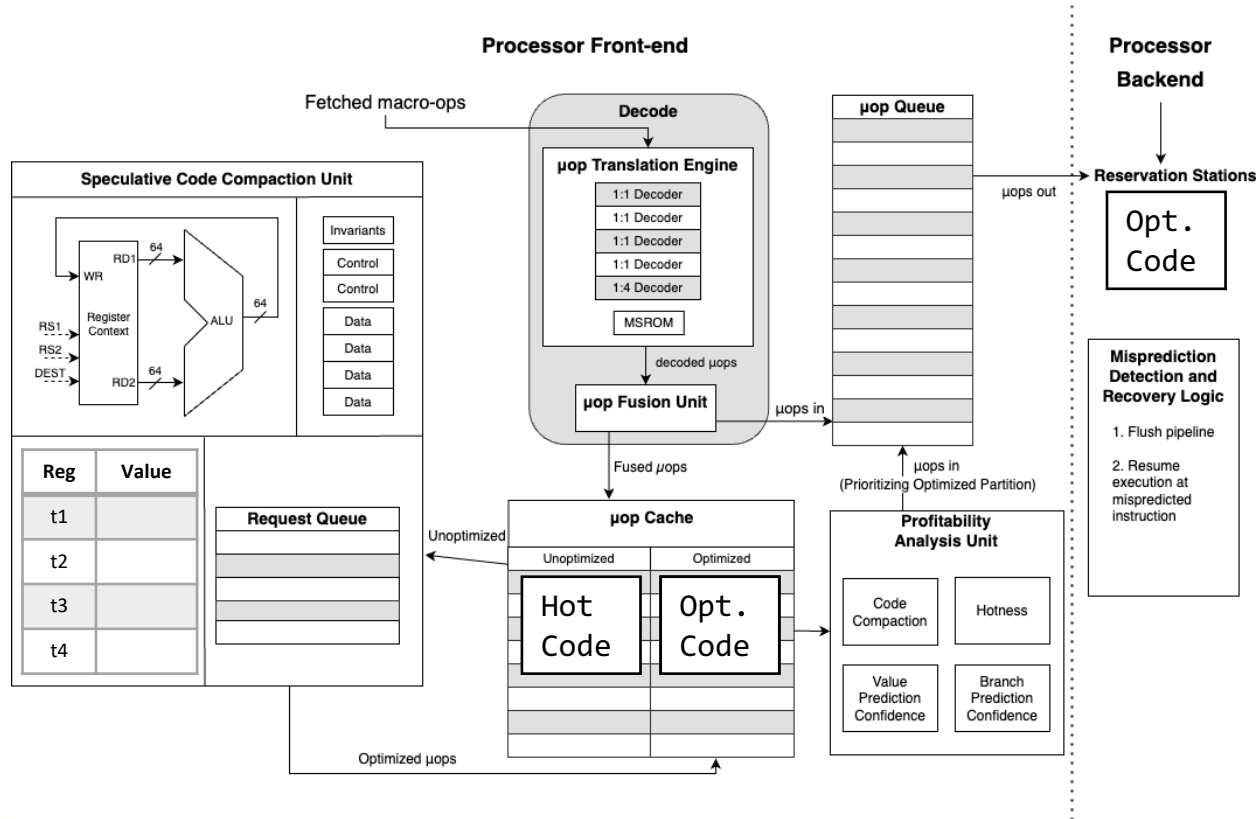 Processor Front-end
Processor
Backend
Fetched macro-ops
Decode
µop Translation Engine
1:1 Decoder
1:1 Decoder
1:1 Decoder
1:1 Decoder
1:4 Decoder
MSROM
decoded µops
µop Fusion Unit
µops in
Fused µops
µop Queue
µops out
Reservation Stations
Opt.
Code
Speculative Code Compaction Unit
WR
RD1
64
Register
Context
RS1
RS2
DEST
RD2
64
ALU
64
Invariants
Control
Control
Data
Data
Data
Data
Reg Value
t1
t2
t3
t4
Request Queue
Unoptimized
µop Cache
Unoptimized
Optimized
Hot
Code
Opt.
Code
Optimized µops
µops in
(Prioritizing Optimized Partition)
Profitability
Analysis Unit
Code
Compaction
Hotness
Value
Prediction
Confidence
Branch
Prediction
Confidence
Misprediction
Detection and
Recovery Logic
1. Flush pipeline
2. Resume
execution at
mispredicted
instruction